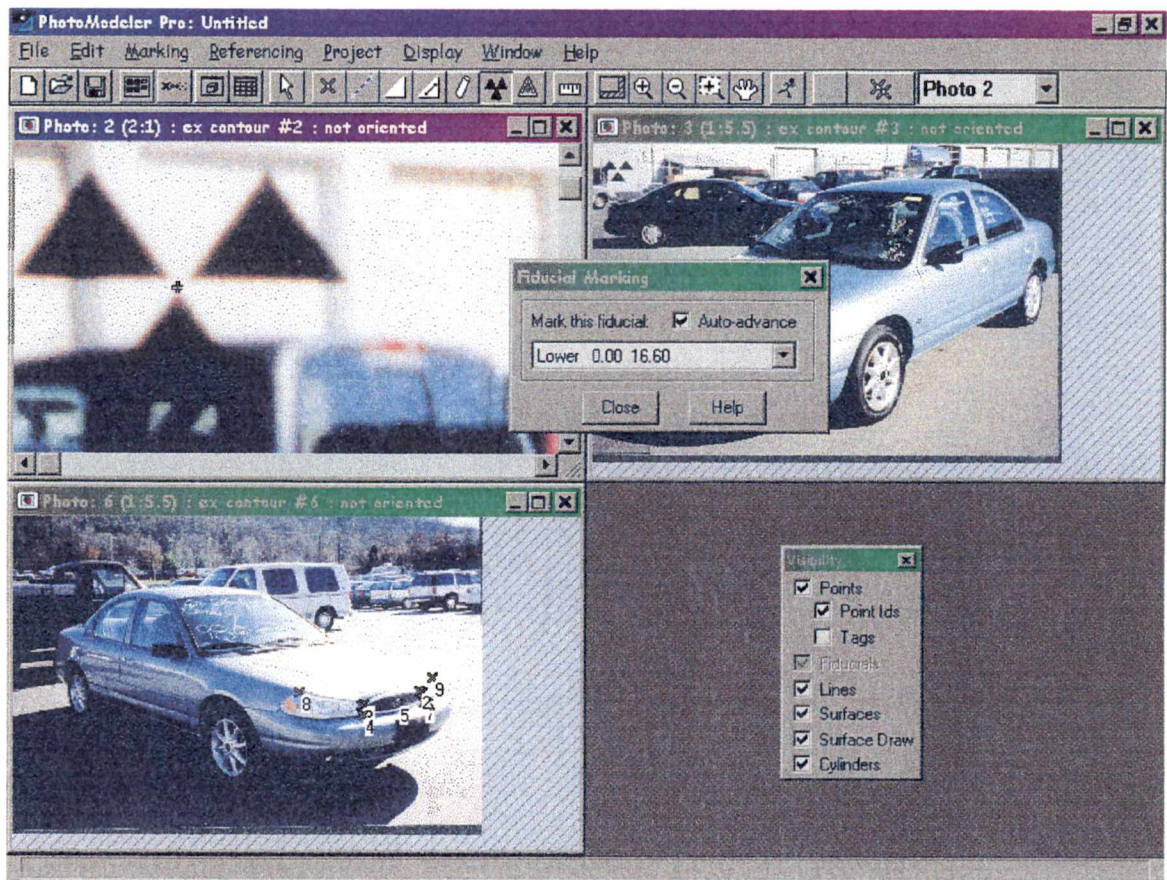 PhotoModeler Pro: Untitled
File Edit Marking Referencing Project Display Window Help
Photo 2
Photo: 2 (2:1) : ex contour #2 : not oriented
Photo: 3 (1:5.5) : ex contour #3 : not oriented
Fiducial Marking
Mark this fiducial: Auto-advance
Lower 0.00 16.60
Close Help
Photo: 6 (1:5.5) : ex contour #6 : not oriented
8
4
5
2
7
9
Visibility
Points
Point Ids
Tags
Fiducials
Lines
Surfaces
Surface Draw
Cylinders